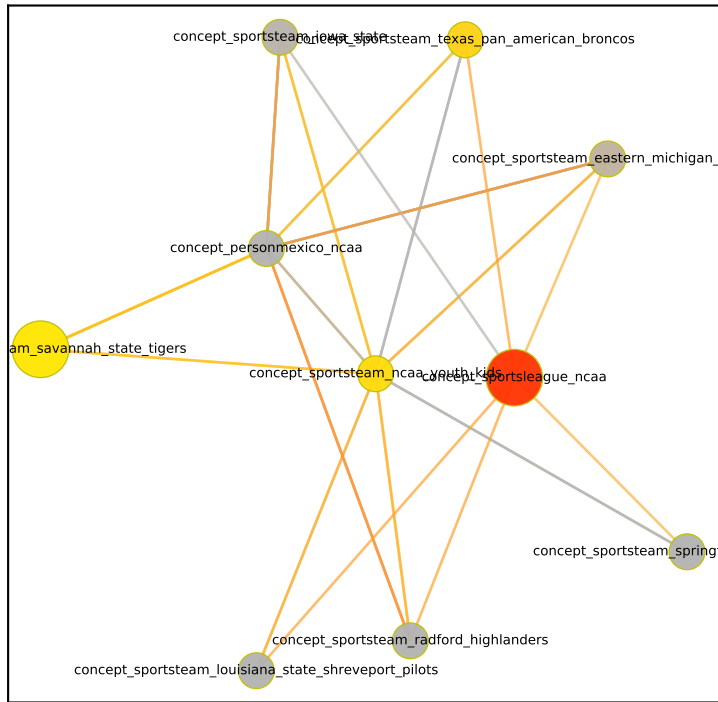 concept_sportsteam_iowa_state
concept_sportsteam_texas_pan_american_broncos
concept_sportsteam_eastern_michigan_
concept_personmexico_ncaa
am_savannah_state_tigers
concept_sportsteam_ncaa_youth_kids
concept_sportsleague_ncaa
concept_sportsteam_spring
concept_sportsteam_radford_highlanders
concept_sportsteam_louisiana_state_shreveport_pilots